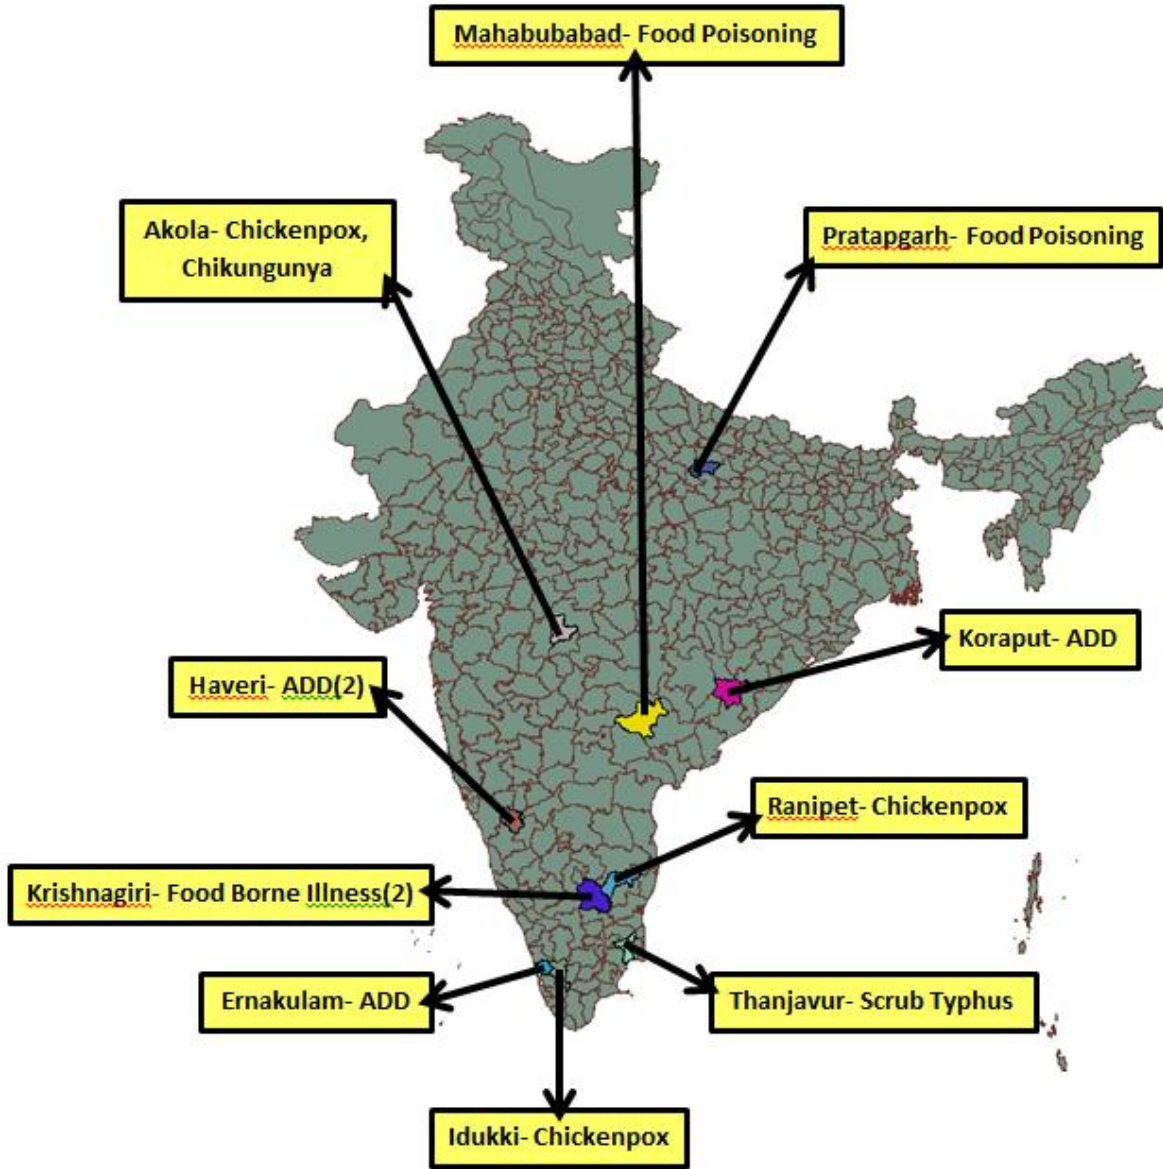 Mahabubabad- Food Poisoning
Akola- Chickenpox,
Chikungunya
Pratapgarh- Food Poisoning
Koraput- ADD
Haveri- ADD(2)
Ranipet- Chickenpox
Krishnagiri- Food Borne Illness(2)
Ernakulam- ADD
Thanjavur- Scrub Typhus
Idukki- Chickenpox